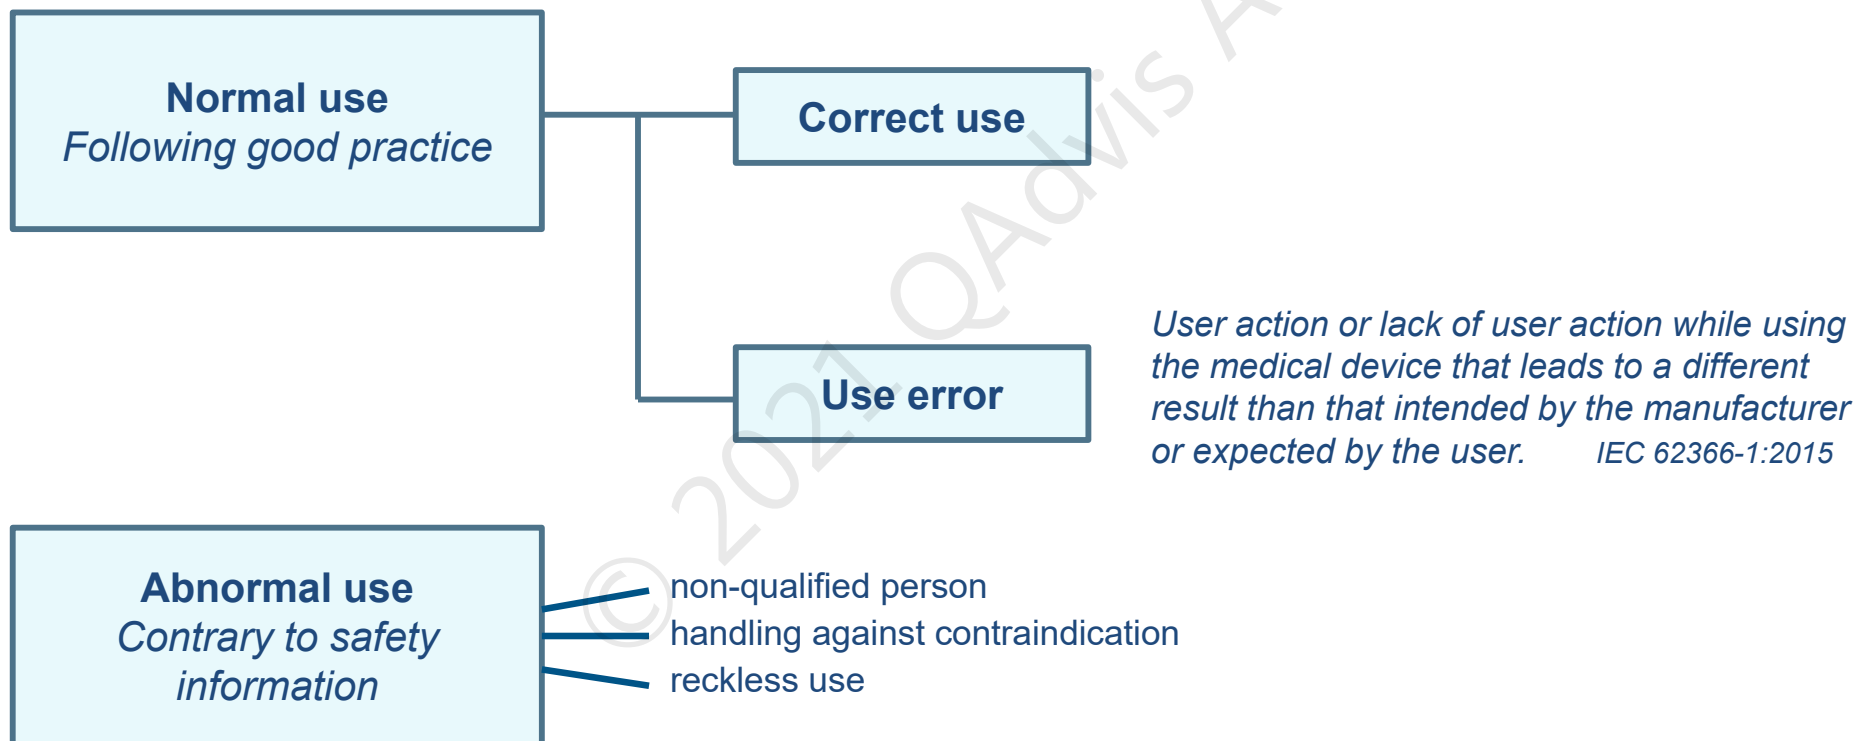 Normal use
Following good practice
Correct use
Use error
User action or lack of user action while using
the medical device that leads to a different
result than that intended by the manufacturer
or expected by the user. IEC 62366-1:2015
Abnormal use
Contrary to safety
information
non-qualified person
handling against contraindication
reckless use
© 2021 QAdvis A